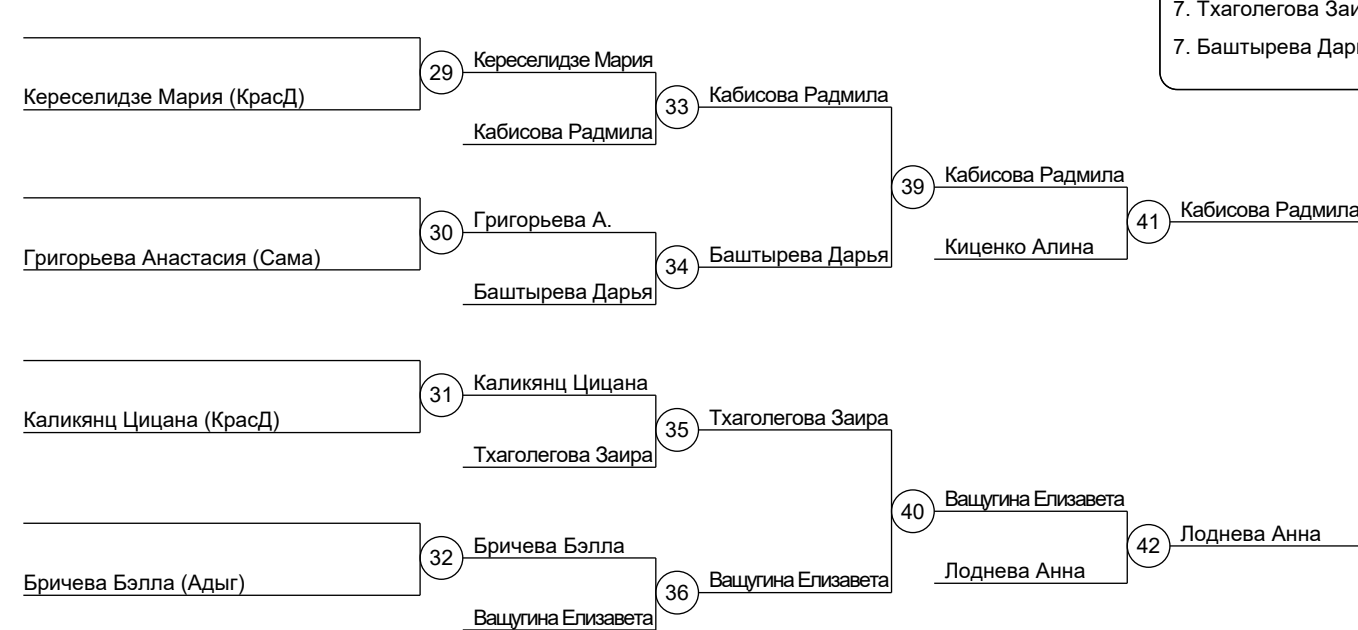 7. Тхаголегова
7. Баштырева
29
Кереселидзе Мария
Кереселидзе Мария (КрасД)
33
Кабисова Радмила
Кабисова Радмила
39
Кабисова Радмила
41
Кабисова Радмила
30
Григорьева А.
Григорьева Анастасия (Сама)
34
Баштырева Дарья
Киценко Алина
Баштырева Дарья
31
Каликянц Цицана
Каликянц Цицана (КрасД)
35
Тхаголегова Заира
Тхаголегова Заира
40
Ващугина Елизавета
42
Лоднева Анна
32
Бричева Бэлла
Бричева Бэлла (Адыг)
36
Ващугина Елизавета
Лоднева Анна
Ващугина Елизавета